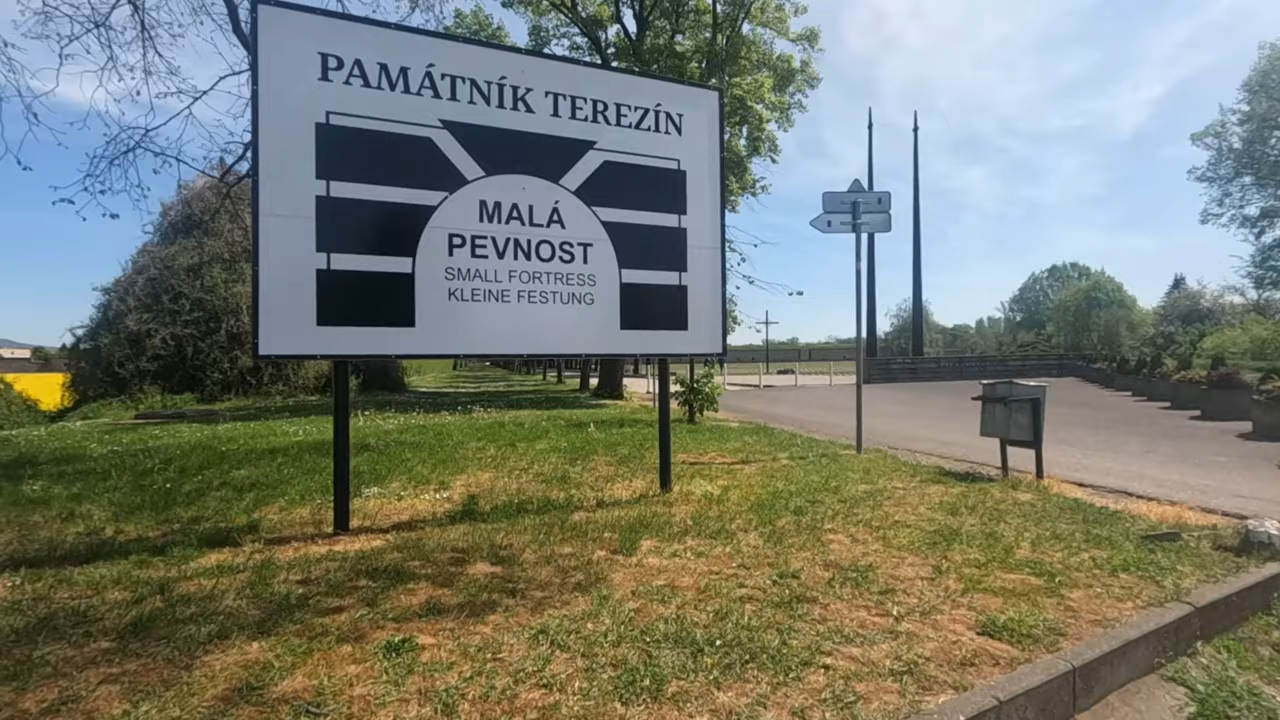 PAMÁTNÍK TEREZÍN
MALÁ
PEVNOST
SMALL FORTRESS
KLEINE FESTUNG